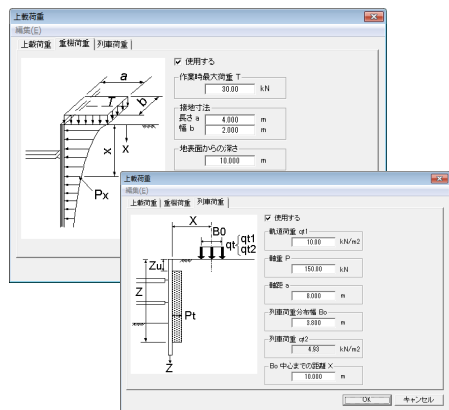 上載荷重
編集(E)
上載荷重 重機荷重 列車荷重
使用する
作業時最大荷重 T
30.00 kN
接地寸法
長さ a 4.000 m
幅 b 2.000 m
地表面からの深さ
10.000 m
a
T
b
x
X
Px
上載荷重
編集(E)
上載荷重 重機荷重 列車荷重
使用する
軌道荷重 qt1
10.00 kN/m2
軸重 P
150.00 kN
軸距 a
8.000 m
列車荷重分布幅 Bo
3.800 m
列車荷重 qt2
4.93 kN/m2
Bo 中心までの距離 X
10.000 m
X
B0
qt
qt1
qt2
Zu
Z
Pt
Z
OK キャンセル